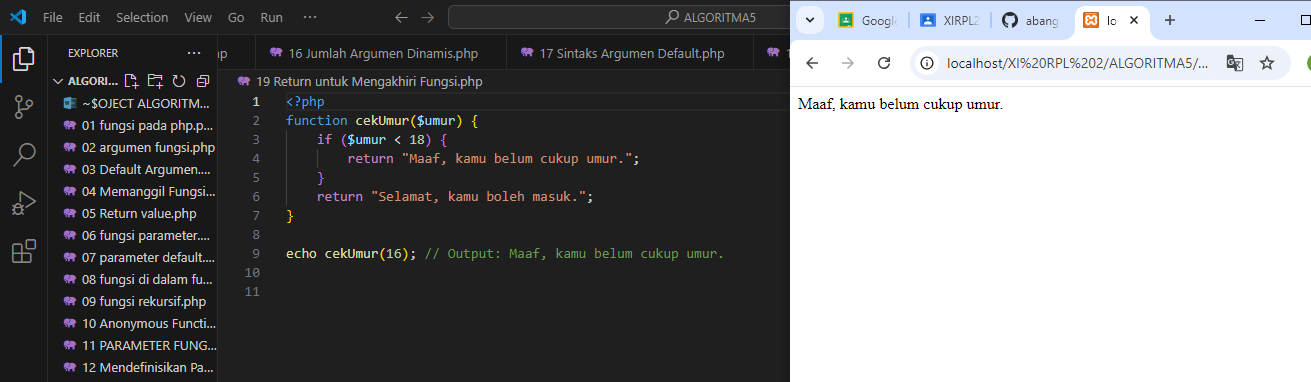 File Edit Selection View Go Run ··· ALGORITMA5
EXPLORER ···
ALGORI...
~$OJECT ALGORITM...
01 fungsi pada php.p...
02 argumen fungsi.php
03 Default Argumen....
04 Memanggil Fungsi...
05 Return value.php
06 fungsi parameter....
07 parameter default....
08 fungsi di dalam fu...
09 fungsi rekursif.php
10 Anonymous Functi...
11 PARAMETER FUNG...
12 Mendefinisikan Pa...
16 Jumlah Argumen Dinamis.php 17 Sintaks Argumen Default.php
19 Return untuk Mengakhiri Fungsi.php
1 <?php
2 function cekUmur($umur) {
3 if ($umur < 18) {
4 return "Maaf, kamu belum cukup umur.";
5 }
6 return "Selamat, kamu boleh masuk.";
7 }
8
9 echo cekUmur(16); // Output: Maaf, kamu belum cukup umur.
10
11
Google XIRPL2 abang lo
localhost/XI%20RPL%202/ALGORITMA5/...
Maaf, kamu belum cukup umur.